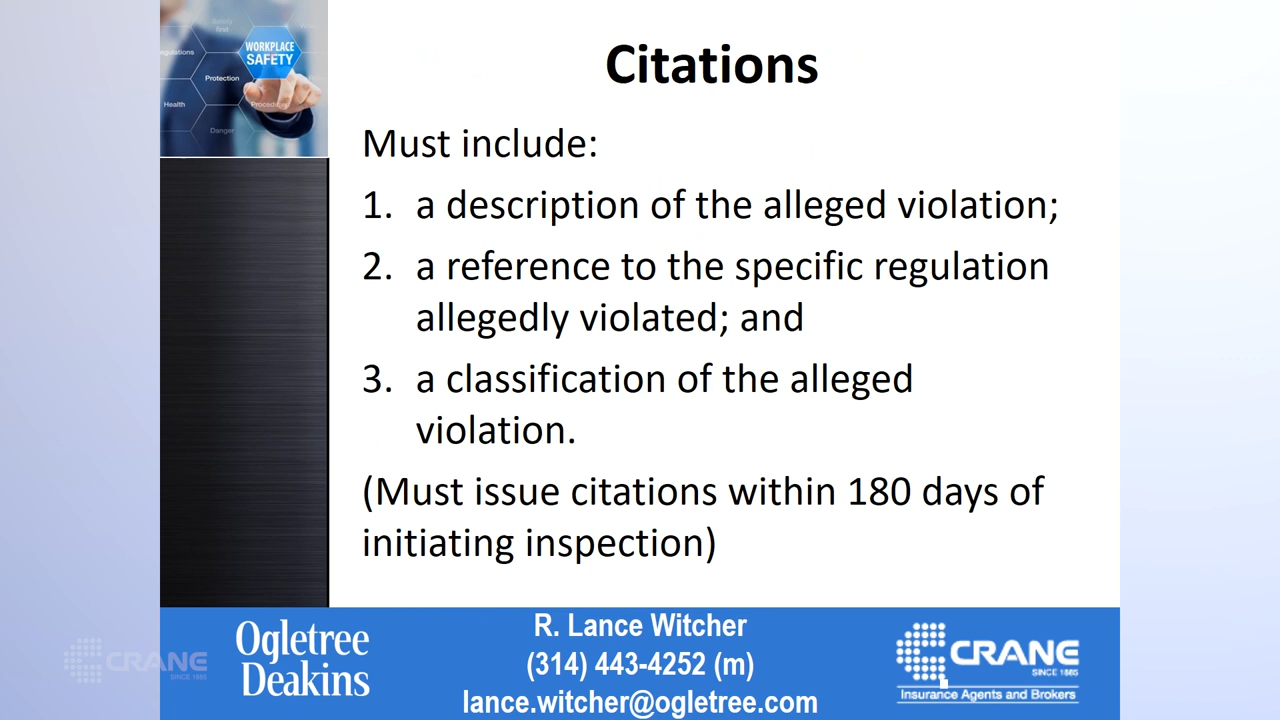 Safety
first
WORKPLACE
SAFETY
Protection
Health
Danger
Citations
Must include:
1. a description of the alleged violation;
2. a reference to the specific regulation
allegedly violated; and
3. a classification of the alleged
violation.
(Must issue citations within 180 days of
initiating inspection)
Ogletree
Deakins
R. Lance Witcher
(314) 443-4252 (m)
lance.witcher@ogletree.com
CRANE
SINCE 1885
Insurance Agents and Brokers
CRANE
SINCE 1885